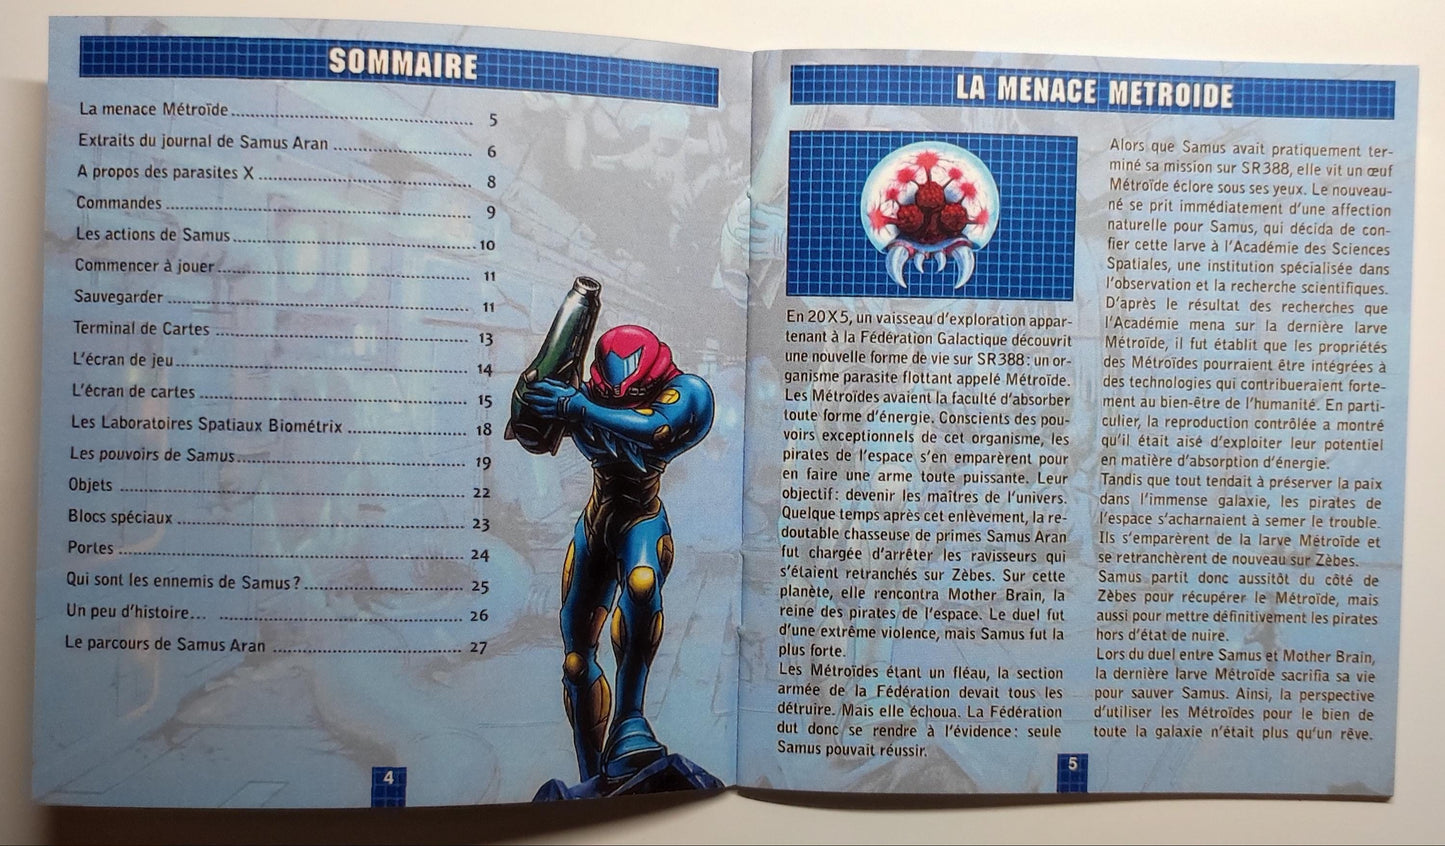 SOMMAIRE
La menace Métroïde 5
Extraits du journal de Samus Aran 6
A propos des parasites X 8
Commandes 9
Les actions de Samus 10
Commencer à jouer 11
Sauvegarder 11
Terminal de Cartes 13
L'écran de jeu 14
L'écran de cartes 15
Les Laboratoires Spatiaux Biométrix 18
Les pouvoirs de Samus 19
Objets 22
Blocs spéciaux 23
Portes 24
Qui sont les ennemis de Samus ? 25
Un peu d'histoire... 26
Le parcours de Samus Aran 27
4
LA MENACE METROIDE
En 20X5, un vaisseau d'exploration appar-
tenant à la Fédération Galactique découvrit
une nouvelle forme de vie sur SR388 : un or-
ganisme parasite flottant appelé Métroïde.
Les Métroïdes avaient la faculté d'absorber
toute forme d'énergie. Conscients des pou-
voirs exceptionnels de cet organisme, les
pirates de l'espace s'en emparèrent pour
en faire une arme toute puissante. Leur
objectif : devenir les maîtres de l'univers.
Quelque temps après cet enlèvement, la re-
doutable chasseuse de primes Samus Aran
fut chargée d'arrêter les ravisseurs qui
s'étaient retranchés sur Zèbes. Sur cette
planète, elle rencontra Mother Brain, la
reine des pirates de l'espace. Le duel fut
d'une extrême violence, mais Samus fut la
plus forte.
Les Métroïdes étant un fléau, la section
armée de la Fédération devait tous les
détruire. Mais elle échoua. La Fédération
dut donc se rendre à l'évidence : seule
Samus pouvait réussir.
Alors que Samus avait pratiquement ter-
miné sa mission sur SR388, elle vit un œuf
Métroïde éclore sous ses yeux. Le nouveau-
né se prit immédiatement d'une affection
naturelle pour Samus, qui décida de con-
fier cette larve à l'Académie des Sciences
Spatiales, une institution spécialisée dans
l'observation et la recherche scientifiques.
D'après le résultat des recherches que
l'Académie mena sur la dernière larve
Métroïde, il fut établit que les propriétés
des Métroïdes pourraient être intégrées à
des technologies qui contribueraient forte-
ment au bien-être de l'humanité. En parti-
culier, la reproduction contrôlée a montré
qu'il était aisé d'exploiter leur potentiel
en matière d'absorption d'énergie.
Tandis que tout tendait à préserver la paix
dans l'immense galaxie, les pirates de
l'espace s'acharnaient à semer le trouble.
Ils s'emparèrent de la larve Métroïde et
se retranchèrent de nouveau sur Zèbes.
Samus partit donc aussitôt du côté de
Zèbes pour récupérer le Métroïde, mais
aussi pour mettre définitivement les pirates
hors d'état de nuire.
Lors du duel entre Samus et Mother Brain,
la dernière larve Métroïde sacrifia sa vie
pour sauver Samus. Ainsi, la perspective
d'utiliser les Métroïdes pour le bien de
toute la galaxie n'était plus qu'un rêve.
5